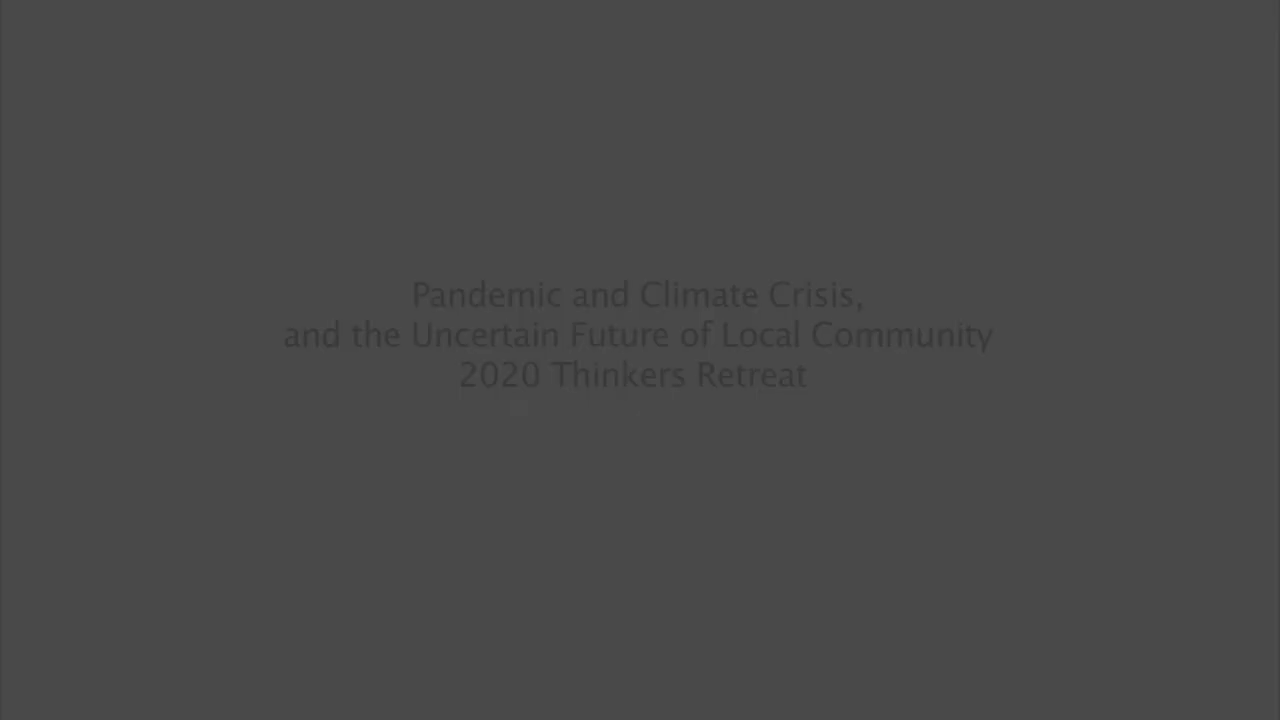 Pandemic and Climate Crisis,
and the Uncertain Future of Local Community
2020 Thinkers Retreat